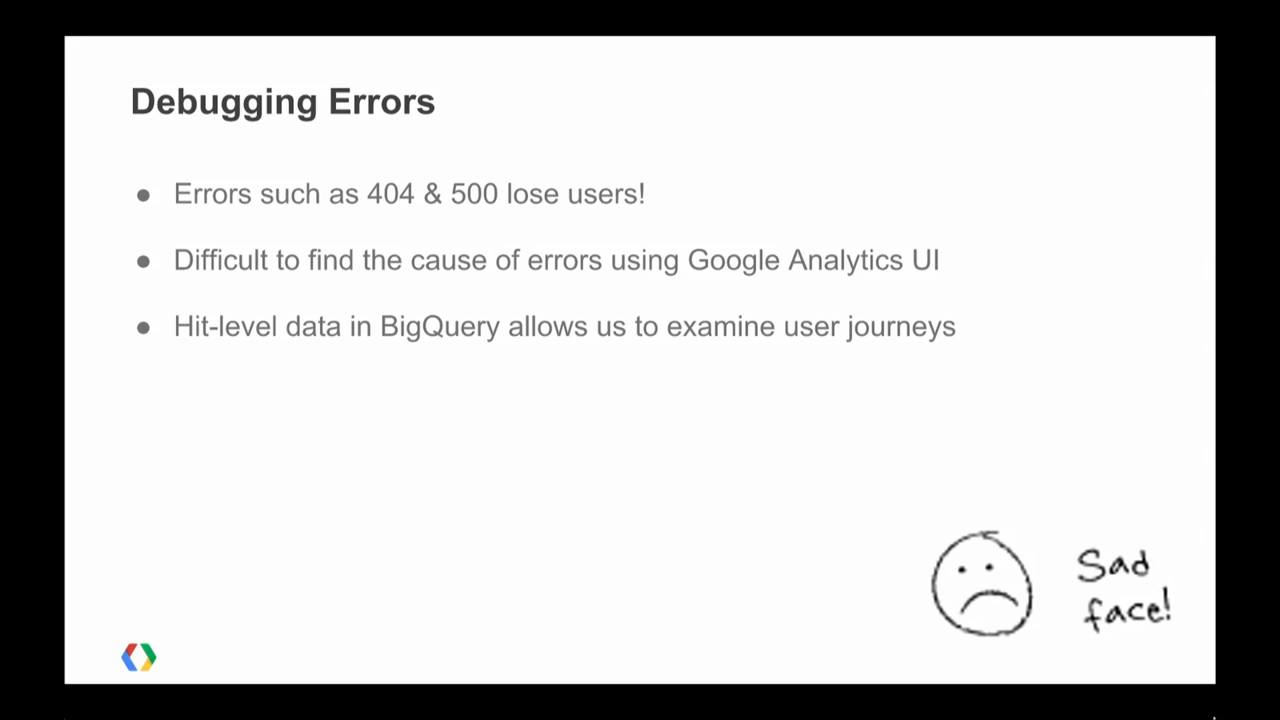 Debugging Errors
● Errors such as 404 & 500 lose users!
● Difficult to find the cause of errors using Google Analytics UI
● Hit-level data in BigQuery allows us to examine user journeys
Sad
face!